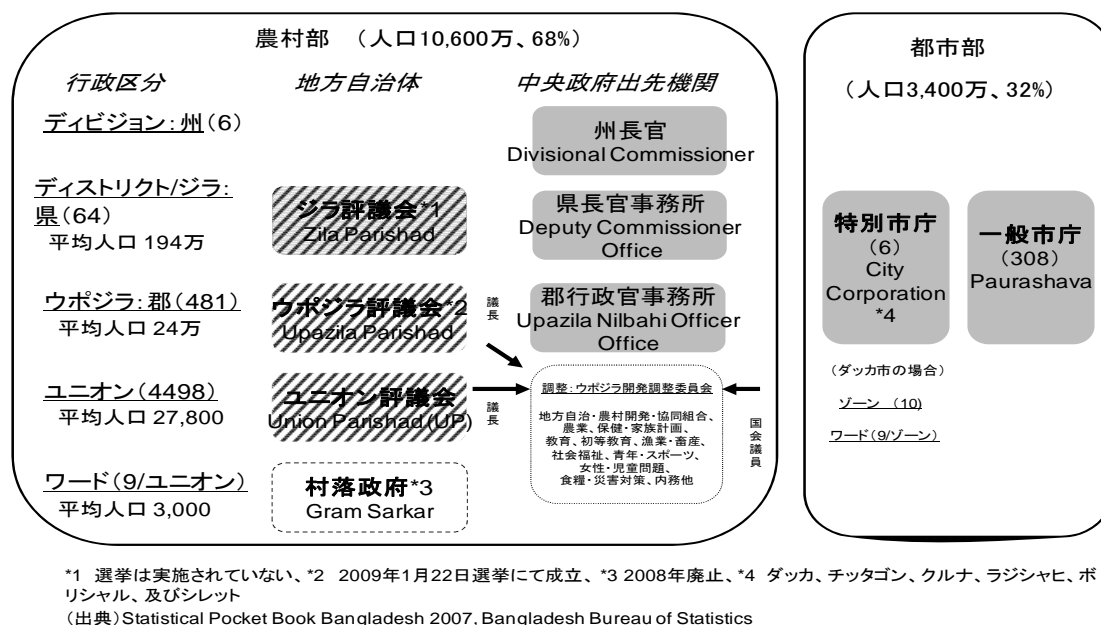 農村部 (人口10,600万、68%)
行政区分
地方自治体
中央政府出先機関
ディビジョン:州(6)
州長官
Divisional Commissioner
ディストリクト/ジラ:
県(64)
平均人口 194万
ジラ評議会*1
Zila Parishad
県長官事務所
Deputy Commissioner
Office
ウポジラ:郡(481)
平均人口 24万
ウポジラ評議会*2
Upazila Parishad
議長
郡行政官事務所
Upazila Nilbahi Officer
Office
ユニオン(4498)
平均人口 27,800
ユニオン評議会
Union Parishad (UP)
議長
調整:ウポジラ開発調整委員会
地方自治・農村開発・協同組合、
農業、保健・家族計画、
教育、初等教育、漁業・畜産、
社会福祉、青年・スポーツ、
女性・児童問題、
食糧・災害対策、内務他
国会議員
ワード(9/ユニオン)
平均人口 3,000
村落政府*3
Gram Sarkar
都市部
(人口3,400万、32%)
特別市庁
(6)
City
Corporation
*4
一般市庁
(308)
Paurashava
(ダッカ市の場合)
ゾーン (10)
ワード(9/ゾーン)
*1 選挙は実施されていない、*2 2009年1月22日選挙にて成立、*3 2008年廃止、*4 ダッカ、チッタゴン、クルナ、ラジシャヒ、ボ
リシャル、及びシレット
(出典)Statistical Pocket Book Bangladesh 2007, Bangladesh Bureau of Statistics